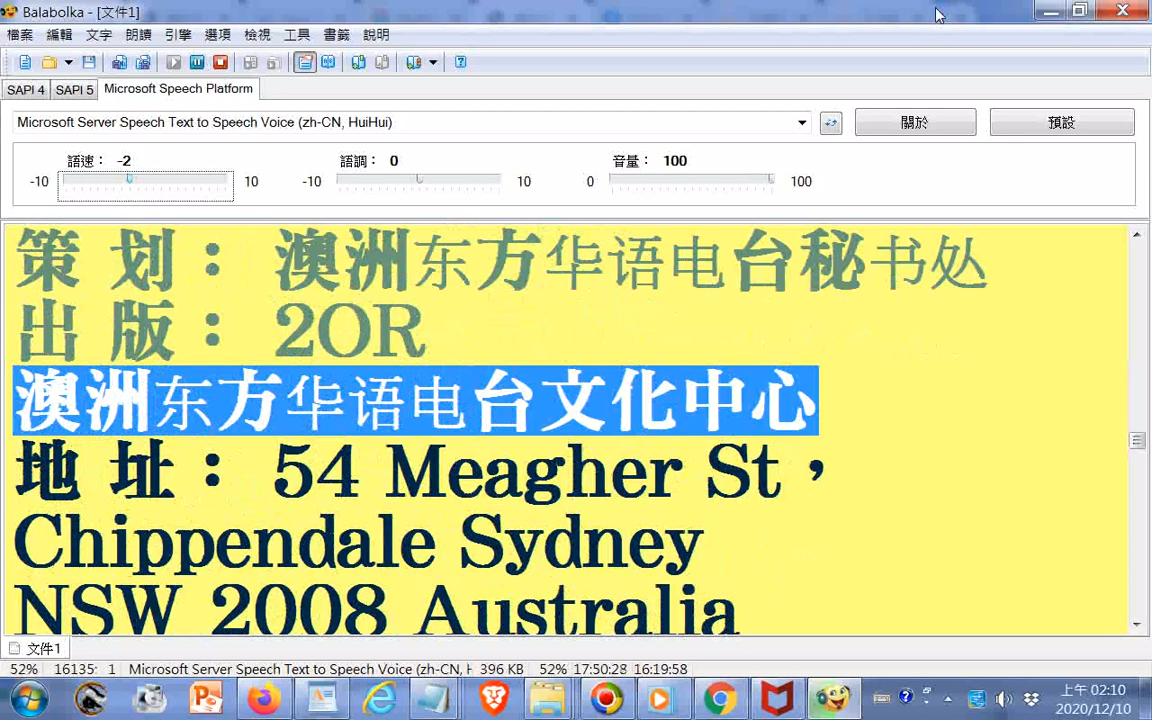 Balabolka - [文件1]
檔案 編輯 文字 朗讀 引擎 選項 檢視 工具 書籤 說明
SAPI 4 SAPI 5 Microsoft Speech Platform
Microsoft Server Speech Text to Speech Voice (zh-CN, HuiHui) 關於 預設
語速： -2 語調： 0 音量： 100
-10 10 -10 10 0 100
策 划： 澳洲东方华语电台秘书处
出 版： 2OR
澳洲东方华语电台文化中心
地 址： 54 Meagher St，
Chippendale Sydney
NSW 2008 Australia
文件1
52% 16135: 1 Microsoft Server Speech Text to Speech Voice (zh-CN, H 396 KB 52% 17:50:28 16:19:58
上午 02:10
2020/12/10